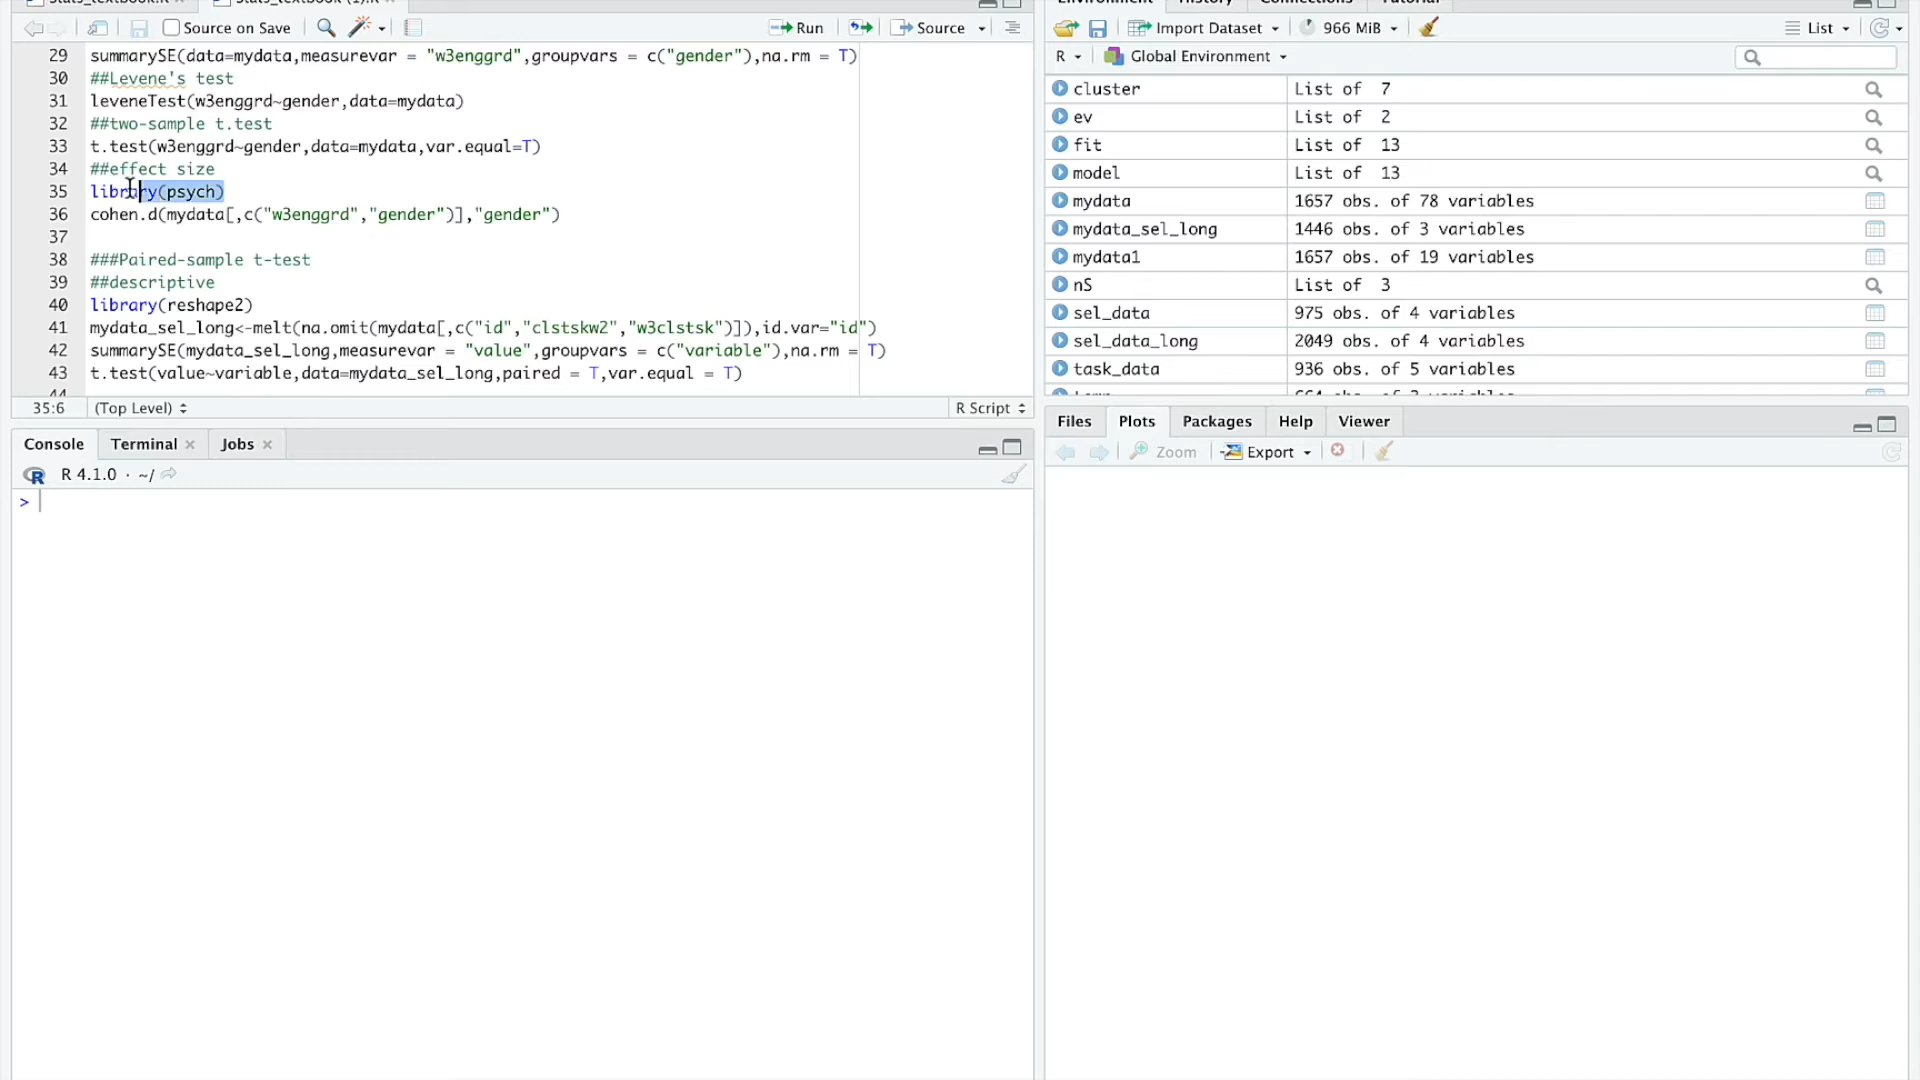 Stats_textbook.R
Stats_textbook (1).R
Source on Save
Run
Source
29 summarySE(data=mydata,measurevar = "w3enggrd",groupvars = c("gender"),na.rm = T)
30 ##Levene's test
31 leveneTest(w3enggrd~gender,data=mydata)
32 ##two-sample t.test
33 t.test(w3enggrd~gender,data=mydata,var.equal=T)
34 ##effect size
35 library(psych)
36 cohen.d(mydata[,c("w3enggrd","gender")],"gender")
37
38 ###Paired-sample t-test
39 ##descriptive
40 library(reshape2)
41 mydata_sel_long<-melt(na.omit(mydata[,c("id","clstskw2","w3clstsk")]),id.var="id")
42 summarySE(mydata_sel_long,measurevar = "value",groupvars = c("variable"),na.rm = T)
43 t.test(value~variable,data=mydata_sel_long,paired = T,var.equal = T)
44
35:6 (Top Level) R Script
Console Terminal Jobs
R 4.1.0 · ~/
>
Environment History Connections Tutorial
Import Dataset 966 MiB List
R Global Environment
cluster List of 7
ev List of 2
fit List of 13
model List of 13
mydata 1657 obs. of 78 variables
mydata_sel_long 1446 obs. of 3 variables
mydata1 1657 obs. of 19 variables
nS List of 3
sel_data 975 obs. of 4 variables
sel_data_long 2049 obs. of 4 variables
task_data 936 obs. of 5 variables
Files Plots Packages Help Viewer
Zoom Export